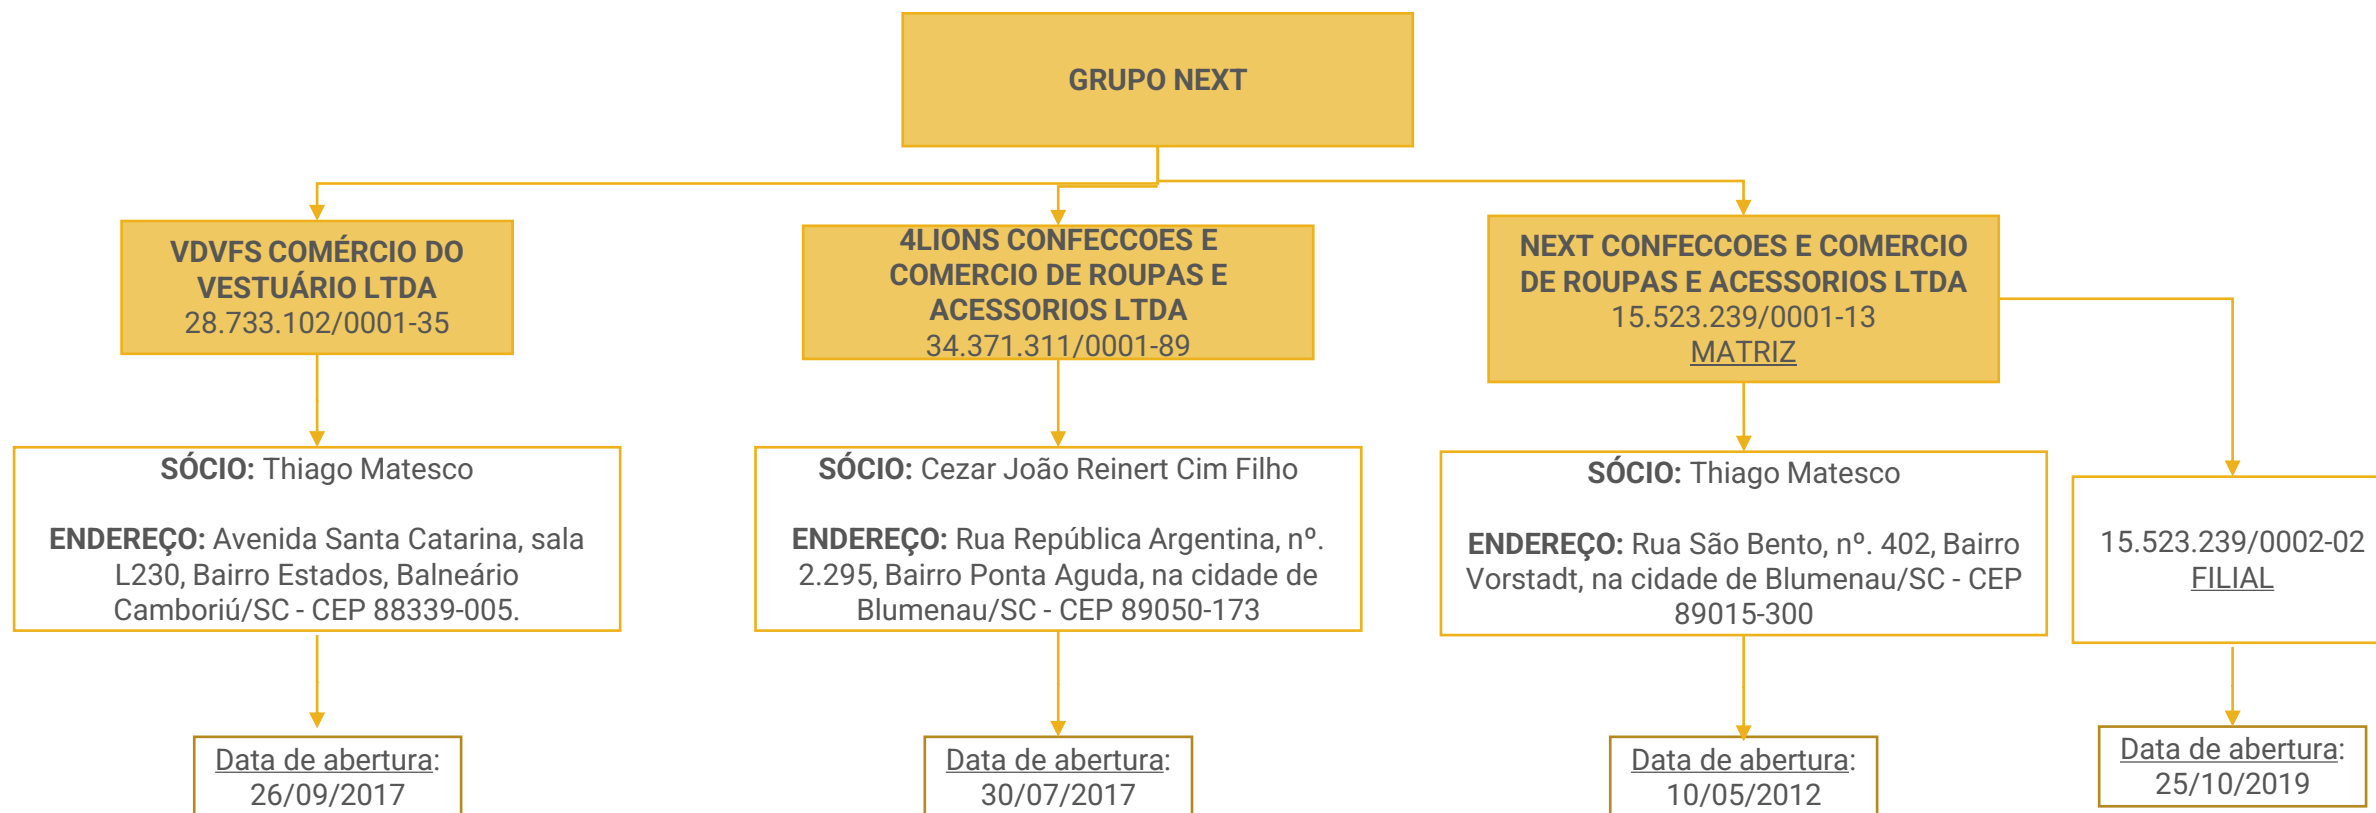 GRUPO NEXT
VDVFS COMÉRCIO DO
VESTUÁRIO LTDA
28.733.102/0001-35
4LIONS CONFECCOES E
COMERCIO DE ROUPAS E
ACESSORIOS LTDA
34.371.311/0001-89
NEXT CONFECCOES E COMERCIO
DE ROUPAS E ACESSORIOS LTDA
15.523.239/0001-13
MATRIZ
SÓCIO: Thiago Matesco
ENDEREÇO: Avenida Santa Catarina, sala
L230, Bairro Estados, Balneário
Camboriú/SC - CEP 88339-005.
SÓCIO: Cezar João Reinert Cim Filho
ENDEREÇO: Rua República Argentina, nº.
2.295, Bairro Ponta Aguda, na cidade de
Blumenau/SC - CEP 89050-173
SÓCIO: Thiago Matesco
ENDEREÇO: Rua São Bento, nº. 402, Bairro
Vorstadt, na cidade de Blumenau/SC - CEP
89015-300
15.523.239/0002-02
FILIAL
Data de abertura:
26/09/2017
Data de abertura:
30/07/2017
Data de abertura:
10/05/2012
Data de abertura:
25/10/2019